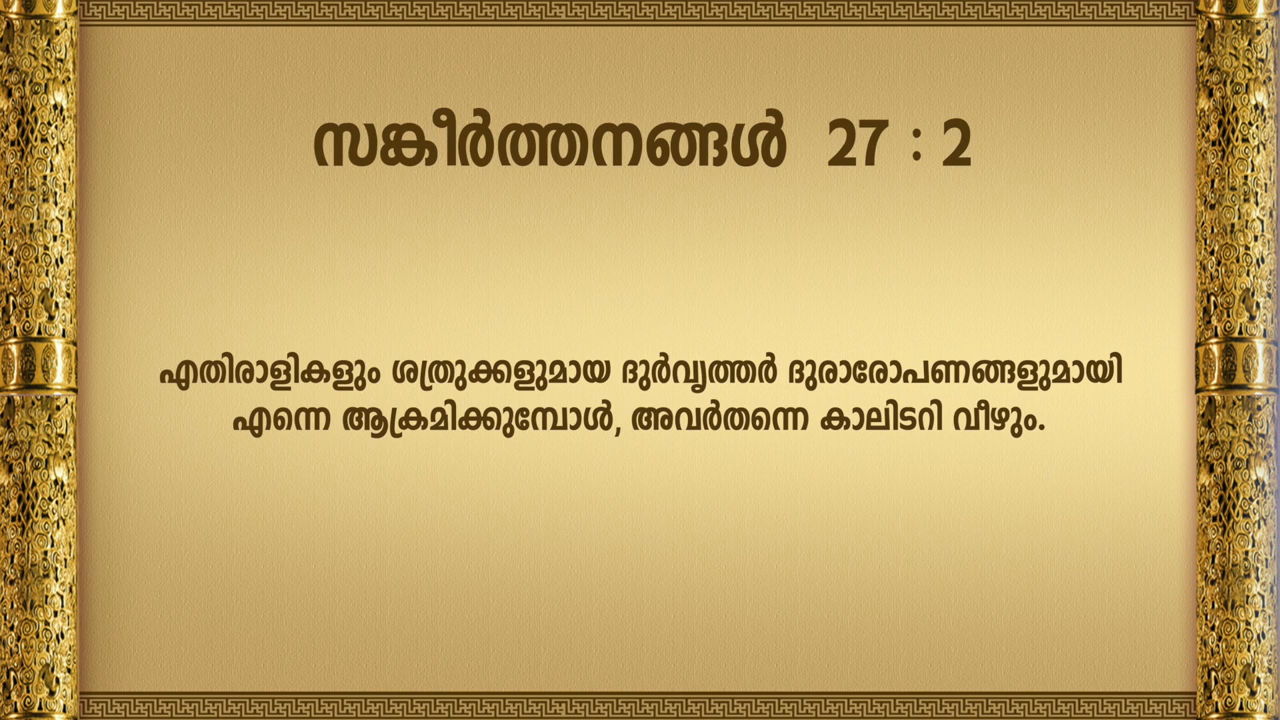 സങ്കീർത്തനങ്ങൾ 27 : 2
എതിരാളികളും ശത്രുക്കളുമായ ദുർവൃത്തർ ദുരാരോപണങ്ങളുമായി
എന്നെ ആക്രമിക്കുമ്പോൾ, അവർതന്നെ കാലിടറി വീഴും.